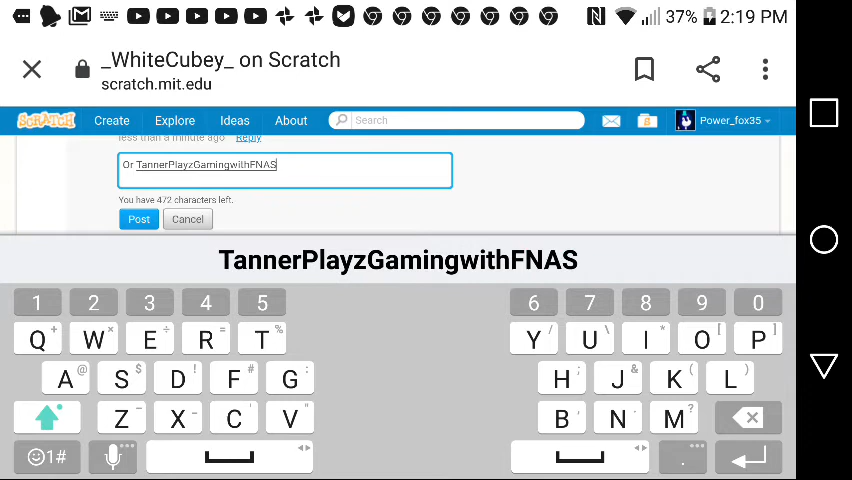 37% 2:19 PM
_WhiteCubey_ on Scratch
scratch.mit.edu
SCRATCH Create Explore Ideas About Search Power_fox35
less than a minute ago Reply
Or TannerPlayzGamingwithFNAS
You have 472 characters left.
Post Cancel
TannerPlayzGamingwithFNAS
1 2 3 4 5 6 7 8 9 0
Q + W × E ÷ R = T % Y / U \ I * O [ P ]
A @ S $ D ! F # G : H ; J & K ( L )
Z - X _ C ' V " B , N . M ?
1# ... .